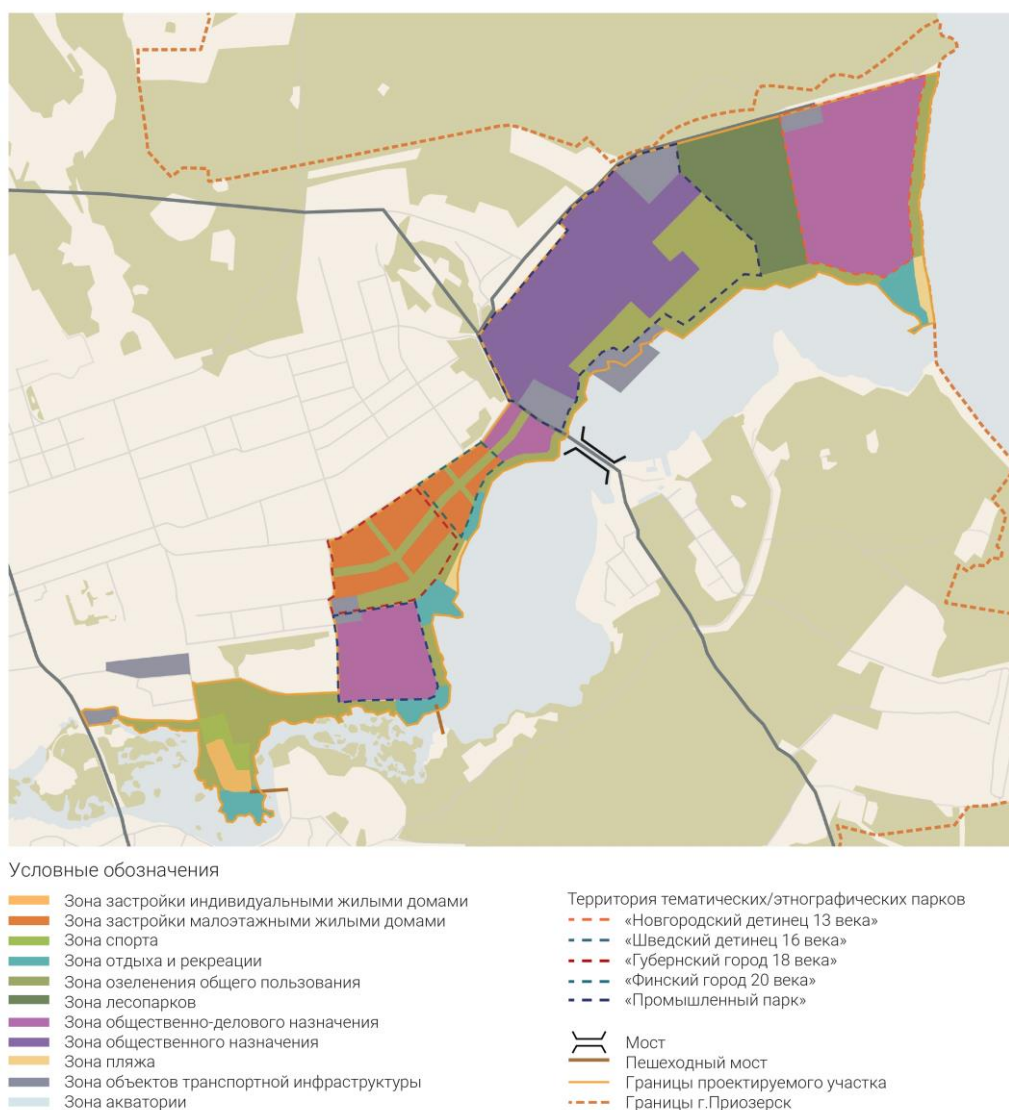 Условные обозначения
Зона застройки индивидуальными жилыми домами
Зона застройки малоэтажными жилыми домами
Зона спорта
Зона отдыха и рекреации
Зона озеленения общего пользования
Зона лесопарков
Зона общественно-делового назначения
Зона общественного назначения
Зона пляжа
Зона объектов транспортной инфраструктуры
Зона акватории
Территория тематических/этнографических парков
«Новгородский детинец 13 века»
«Шведский детинец 16 века»
«Губернский город 18 века»
«Финский город 20 века»
«Промышленный парк»
Мост
Пешеходный мост
Границы проектируемого участка
Границы г.Приозерск